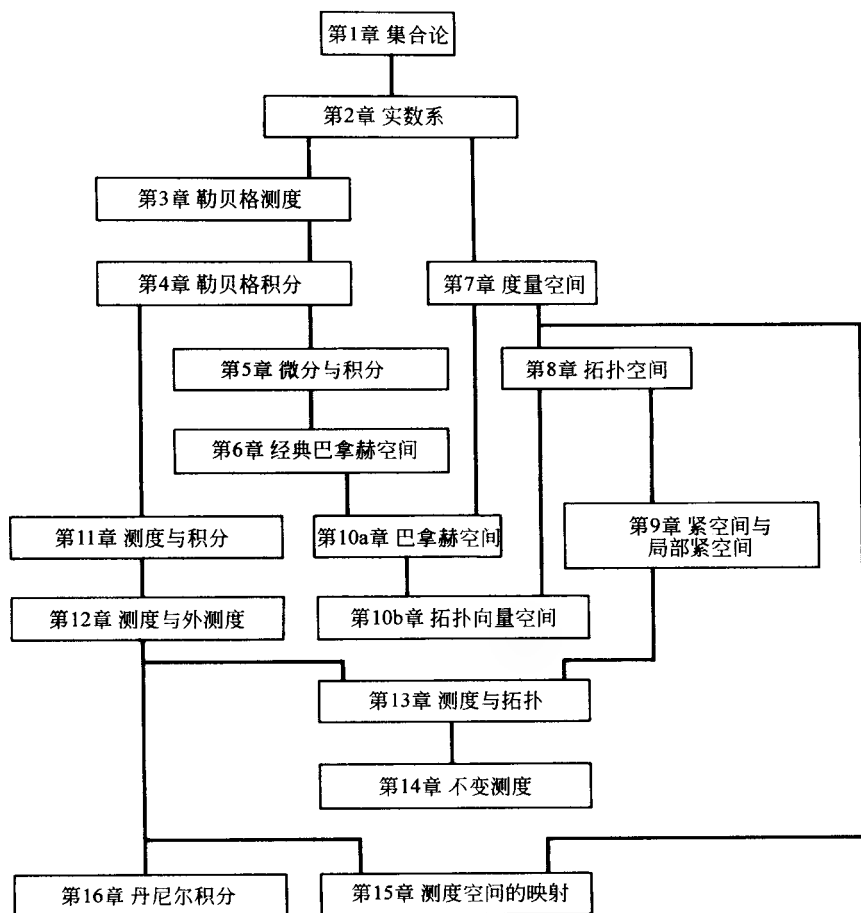 第1章 集合论
第2章 实数系
第3章 勒贝格测度
第4章 勒贝格积分
第7章 度量空间
第5章 微分与积分
第8章 拓扑空间
第6章 经典巴拿赫空间
第11章 测度与积分
第10a章 巴拿赫空间
第9章 紧空间与
局部紧空间
第12章 测度与外测度
第10b章 拓扑向量空间
第13章 测度与拓扑
第14章 不变测度
第16章 丹尼尔积分
第15章 测度空间的映射